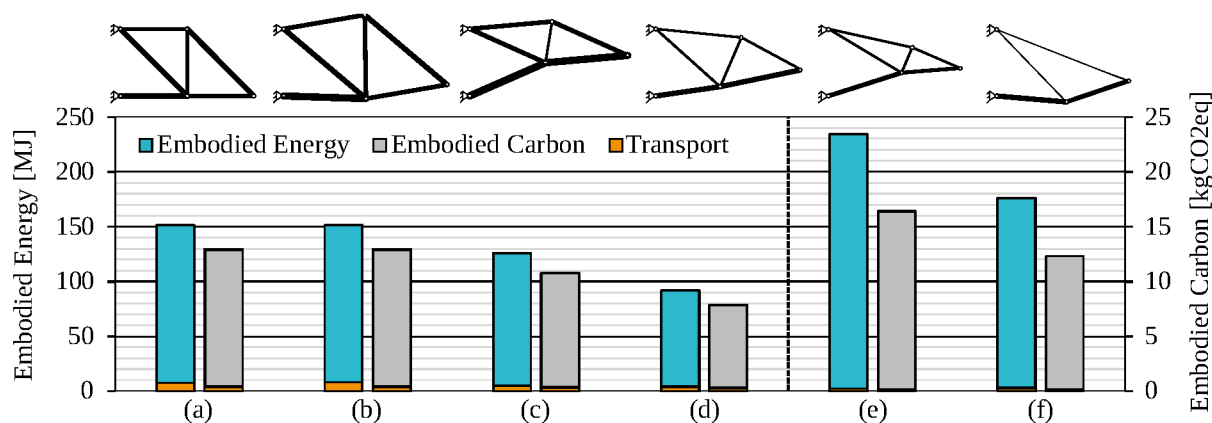 250
200
150
100
50
0
Embodied Energy [MJ]
Embodied Energy
Embodied Carbon
Transport
25
20
15
10
5
0
Embodied Carbon [kgCO2eq]
(a)
(b)
(c)
(d)
(e)
(f)